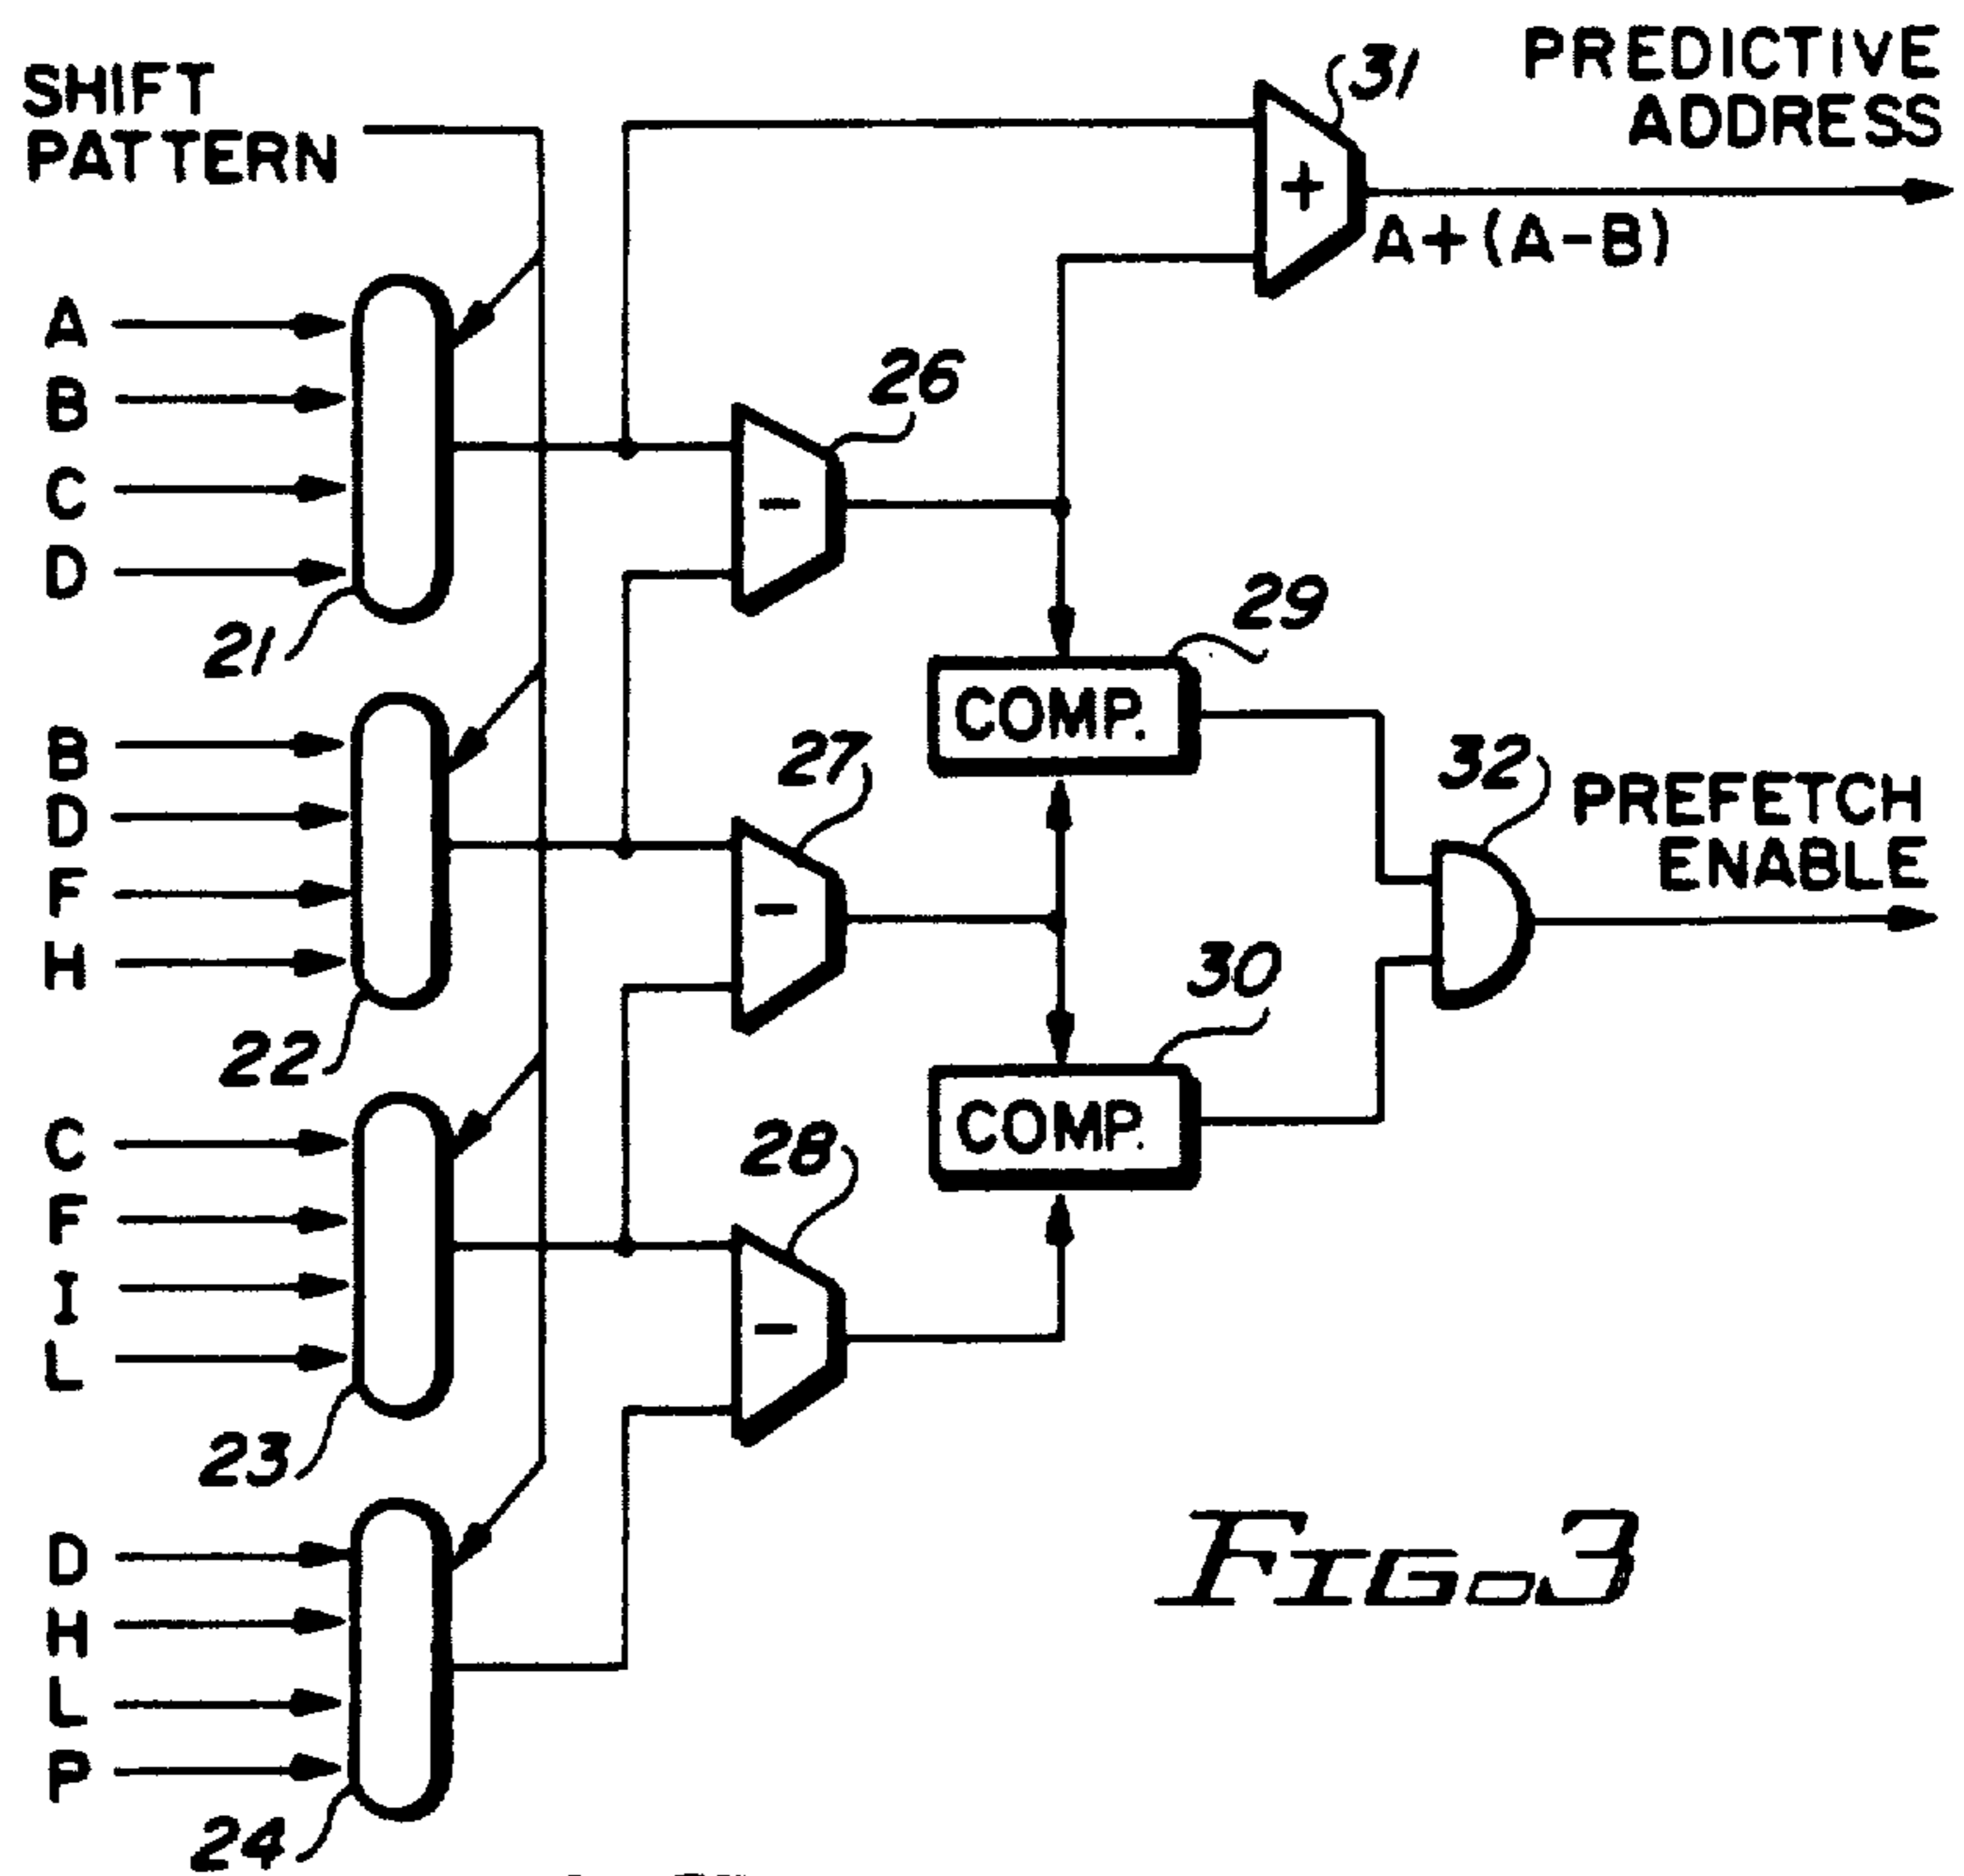 SHIFT
PATTERN
PREDICTIVE
ADDRESS
31
A+(A-B)
+
A
B
C
D
21
26
-
29
COMP.
B
D
F
H
22
27
-
32
PREFETCH
ENABLE
30
COMP.
C
F
I
L
23
28
-
D
H
L
P
24
FIG. 3